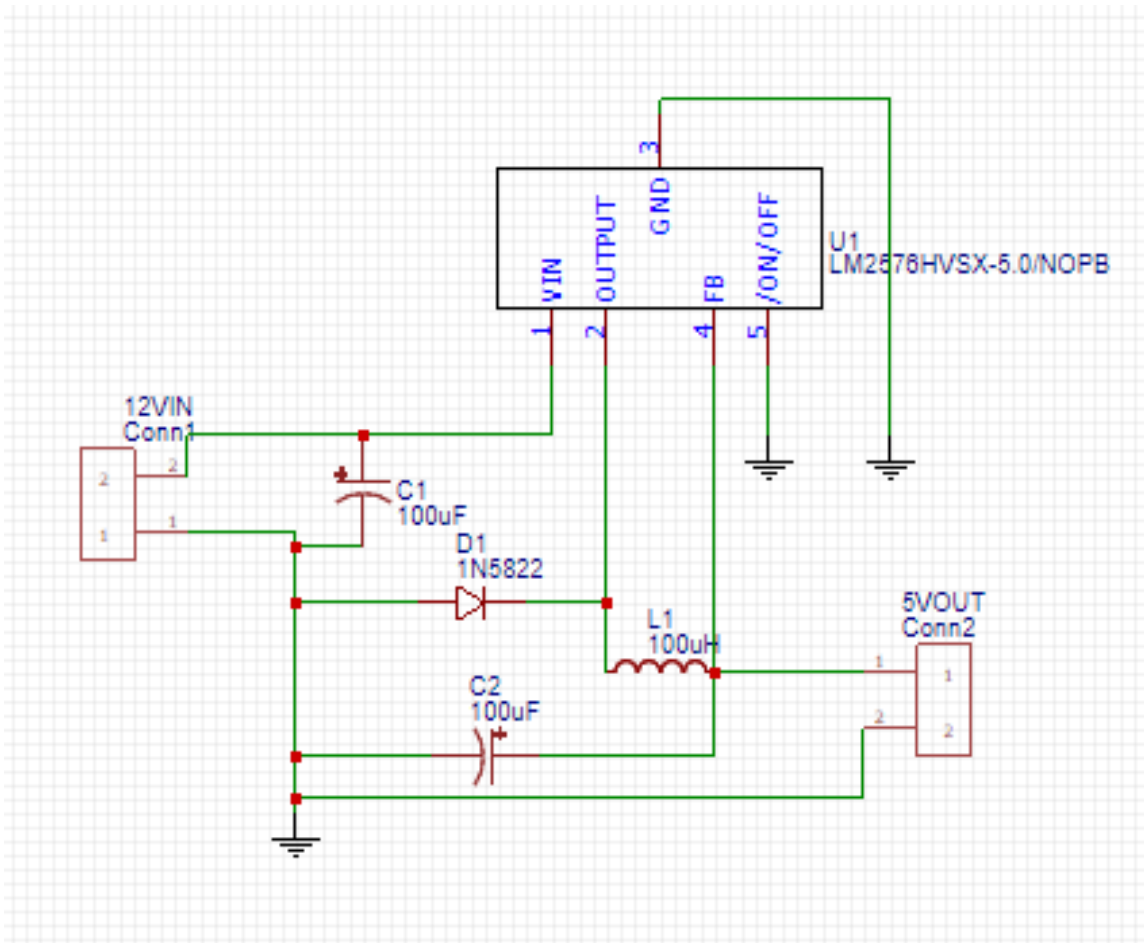 3
GND
OUTPUT
/ON/OFF
VIN
FB
1
2
4
5
U1
LM2576HVSX-5.0/NOPB
12VIN
Conn1
2
2
1
1
C1
100uF
D1
1N5822
L1
100uH
5VOUT
Conn2
1
1
2
2
C2
100uF